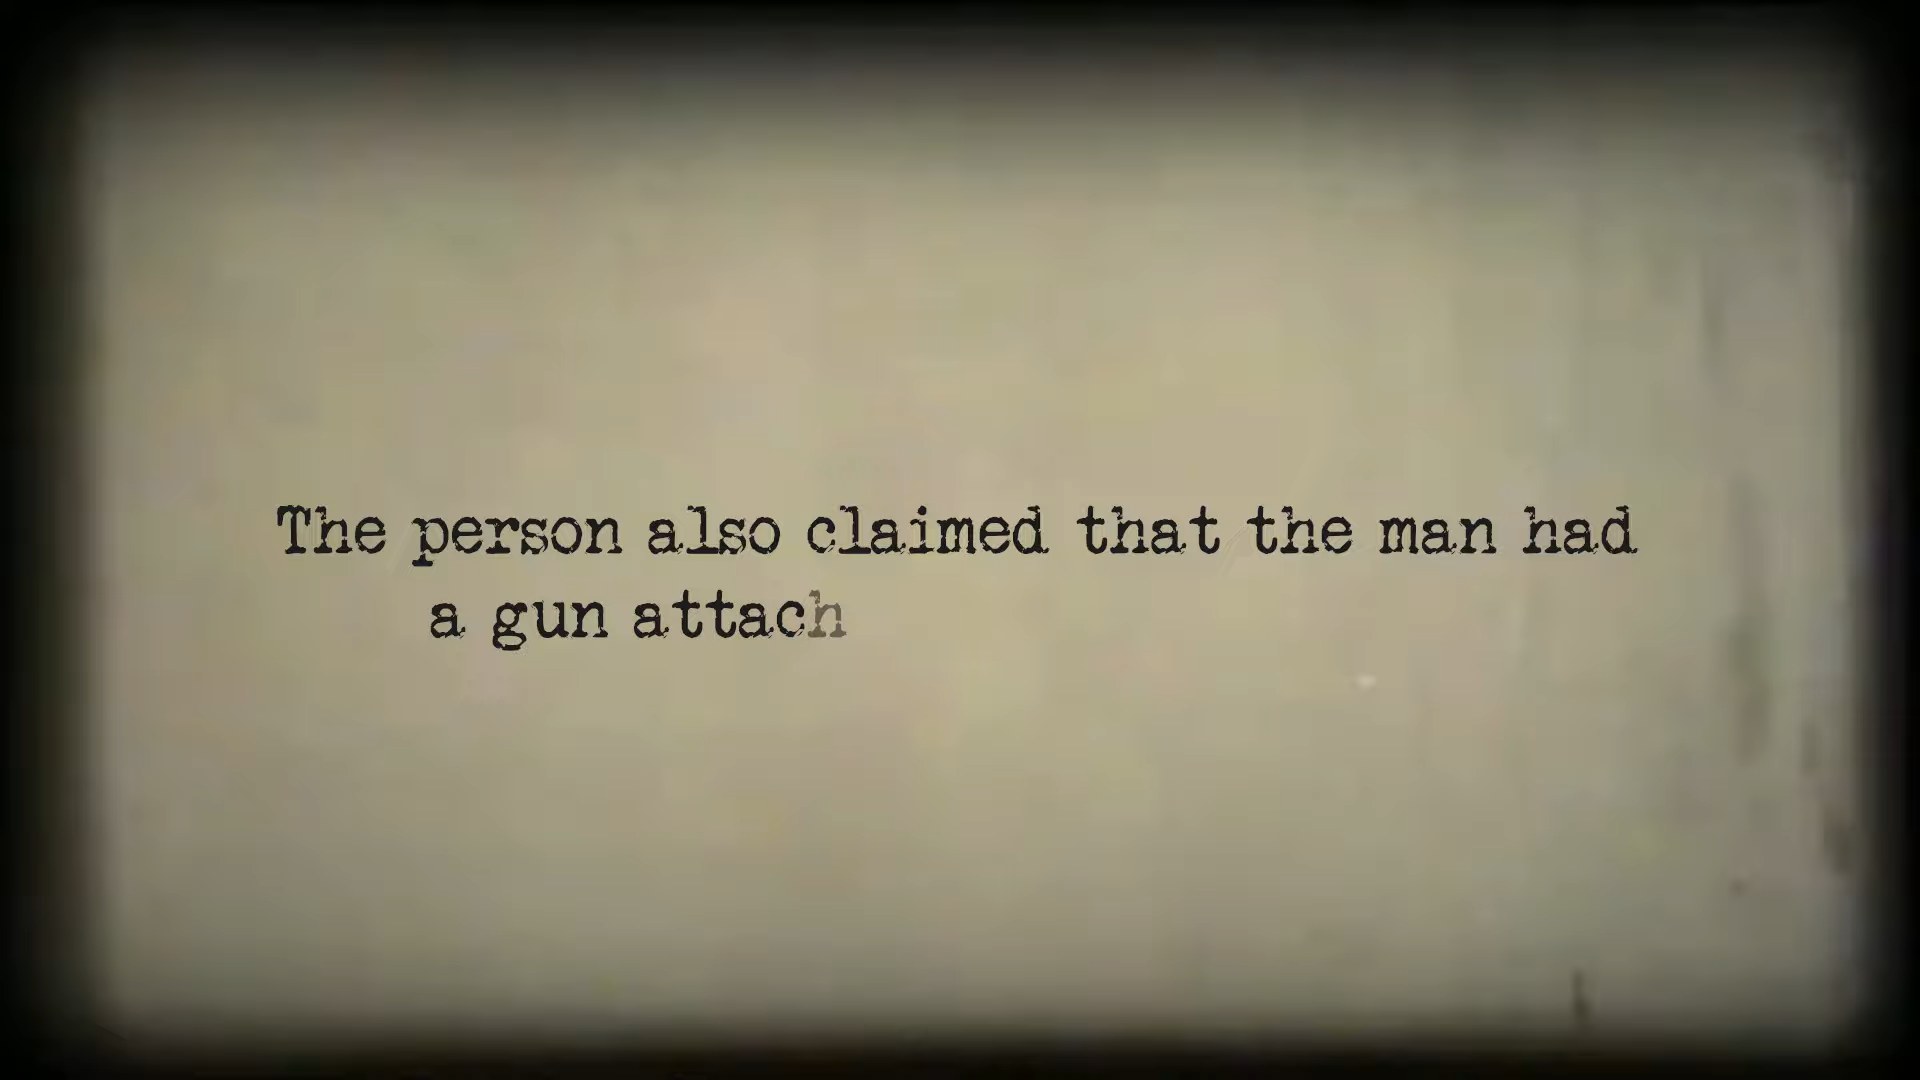 The person also claimed that the man had
a gun attach